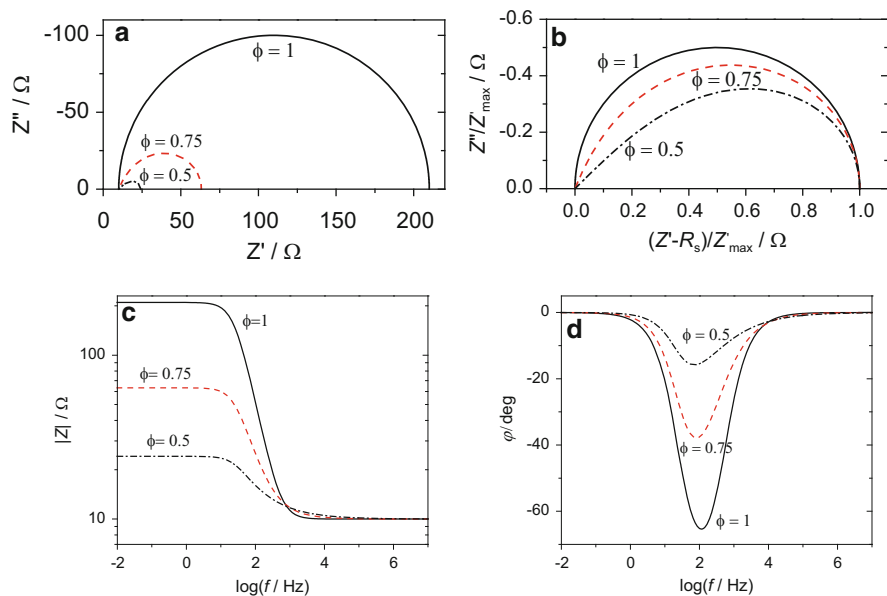 a
-100
-50
0
Z'' / Ω
ϕ = 1
ϕ = 0.75
ϕ = 0.5
0 50 100 150 200
Z' / Ω
b
-0.6
-0.4
-0.2
0.0
Z''/Z'max / Ω
ϕ = 1
ϕ = 0.75
ϕ = 0.5
0.0 0.2 0.4 0.6 0.8 1.0
(Z'-Rs)/Z'max / Ω
c
100
10
|Z| / Ω
ϕ=1
ϕ= 0.75
ϕ= 0.5
-2 0 2 4 6
log(f / Hz)
d
0
-20
-40
-60
φ/ deg
ϕ= 0.5
ϕ = 0.75
ϕ = 1
-2 0 2 4 6
log(f / Hz)